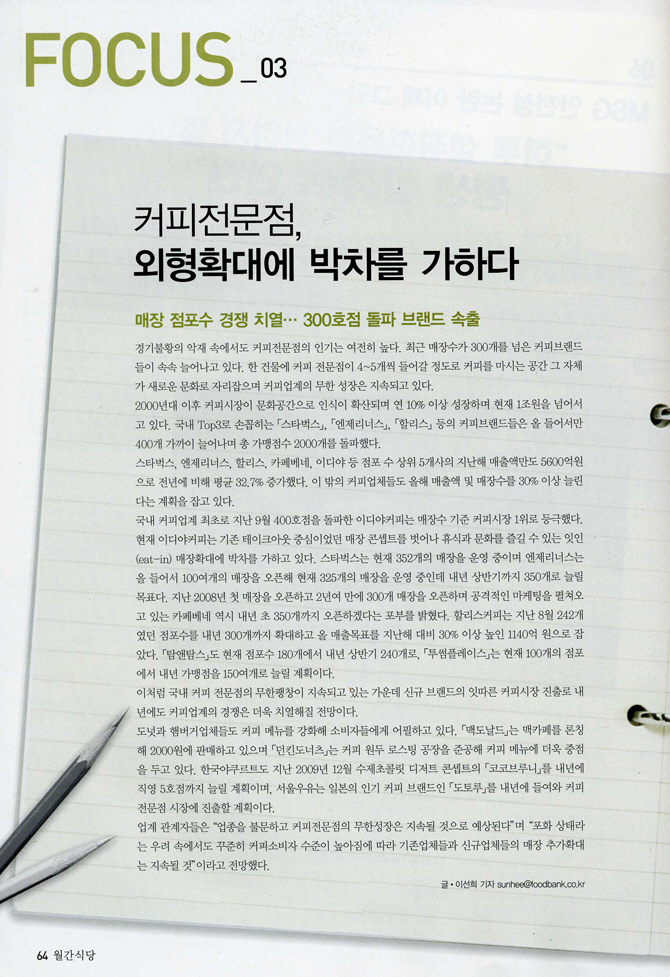 FOCUS_03
커피전문점,
외형확대에 박차를 가하다
매장 점포수 경쟁 치열… 300호점 돌파 브랜드 속출
경기불황의 악재 속에서도 커피전문점의 인기는 여전히 높다. 최근 매장수가 300개를 넘은 커피브랜드
들이 속속 늘어나고 있다. 한 건물에 커피 전문점이 4~5개씩 들어갈 정도로 커피를 마시는 공간 그 자체
가 새로운 문화로 자리잡으며 커피업계의 무한 성장은 지속되고 있다.
2000년대 이후 커피시장이 문화공간으로 인식이 확산되며 연 10% 이상 성장하며 현재 1조원을 넘어서
고 있다. 국내 Top3로 손꼽히는 「스타벅스」, 「엔제리너스」, 「할리스」 등의 커피브랜드들은 올 들어서만
400개 가까이 늘어나며 총 가맹점수 2000개를 돌파했다.
스타벅스, 엔제리너스, 할리스, 카페베네, 이디야 등 점포 수 상위 5개사의 지난해 매출액만도 5600억원
으로 전년에 비해 평균 32.7% 증가했다. 이 밖의 커피업체들도 올해 매출액 및 매장수를 30% 이상 늘린
다는 계획을 잡고 있다.
국내 커피업계 최초로 지난 9월 400호점을 돌파한 이디야커피는 매장수 기준 커피시장 1위로 등극했다.
현재 이디야커피는 기존 테이크아웃 중심이었던 매장 콘셉트를 벗어나 휴식과 문화를 즐길 수 있는 잇인
(eat-in) 매장확대에 박차를 가하고 있다. 스타벅스는 현재 352개의 매장을 운영 중이며 엔제리너스는
올 들어서 100여개의 매장을 오픈해 현재 325개의 매장을 운영 중인데 내년 상반기까지 350개로 늘릴
목표다. 지난 2008년 첫 매장을 오픈하고 2년여 만에 300개 매장을 오픈하며 공격적인 마케팅을 펼쳐오
고 있는 카페베네 역시 내년 초 350개까지 오픈하겠다는 포부를 밝혔다. 할리스커피는 지난 8월 242개
였던 점포수를 내년 300개까지 확대하고 올 매출목표를 지난해 대비 30% 이상 높인 1140억 원으로 잡
았다. 「탐앤탐스」도 현재 점포수 180개에서 내년 상반기 240개로, 「투썸플레이스」는 현재 100개의 점포
에서 내년 가맹점을 150여개로 늘릴 계획이다.
이처럼 국내 커피 전문점의 무한팽창이 지속되고 있는 가운데 신규 브랜드의 잇따른 커피시장 진출로 내
년에도 커피업계의 경쟁은 더욱 치열해질 전망이다.
도넛과 햄버거업체들도 커피 메뉴를 강화해 소비자들에게 어필하고 있다. 「맥도날드」는 맥카페를 론칭
해 2000원에 판매하고 있으며 「던킨도너츠」는 커피 원두 로스팅 공장을 준공해 커피 메뉴에 더욱 중점
을 두고 있다. 한국야쿠르트도 지난 2009년 12월 수제초콜릿 디저트 콘셉트의 「코코브루니」를 내년에
직영 5호점까지 늘릴 계획이며, 서울우유는 일본의 인기 커피 브랜드인 「도토루」를 내년에 들여와 커피
전문점 시장에 진출할 계획이다.
업계 관계자들은 “업종을 불문하고 커피전문점의 무한성장은 지속될 것으로 예상된다”며 “포화 상태라
는 우려 속에서도 꾸준히 커피소비자 수준이 높아짐에 따라 기존업체들과 신규업체들의 매장 추가확대
는 지속될 것”이라고 전망했다.
글 • 이선희 기자 sunhee@foodbank.co.kr
64 월간식당